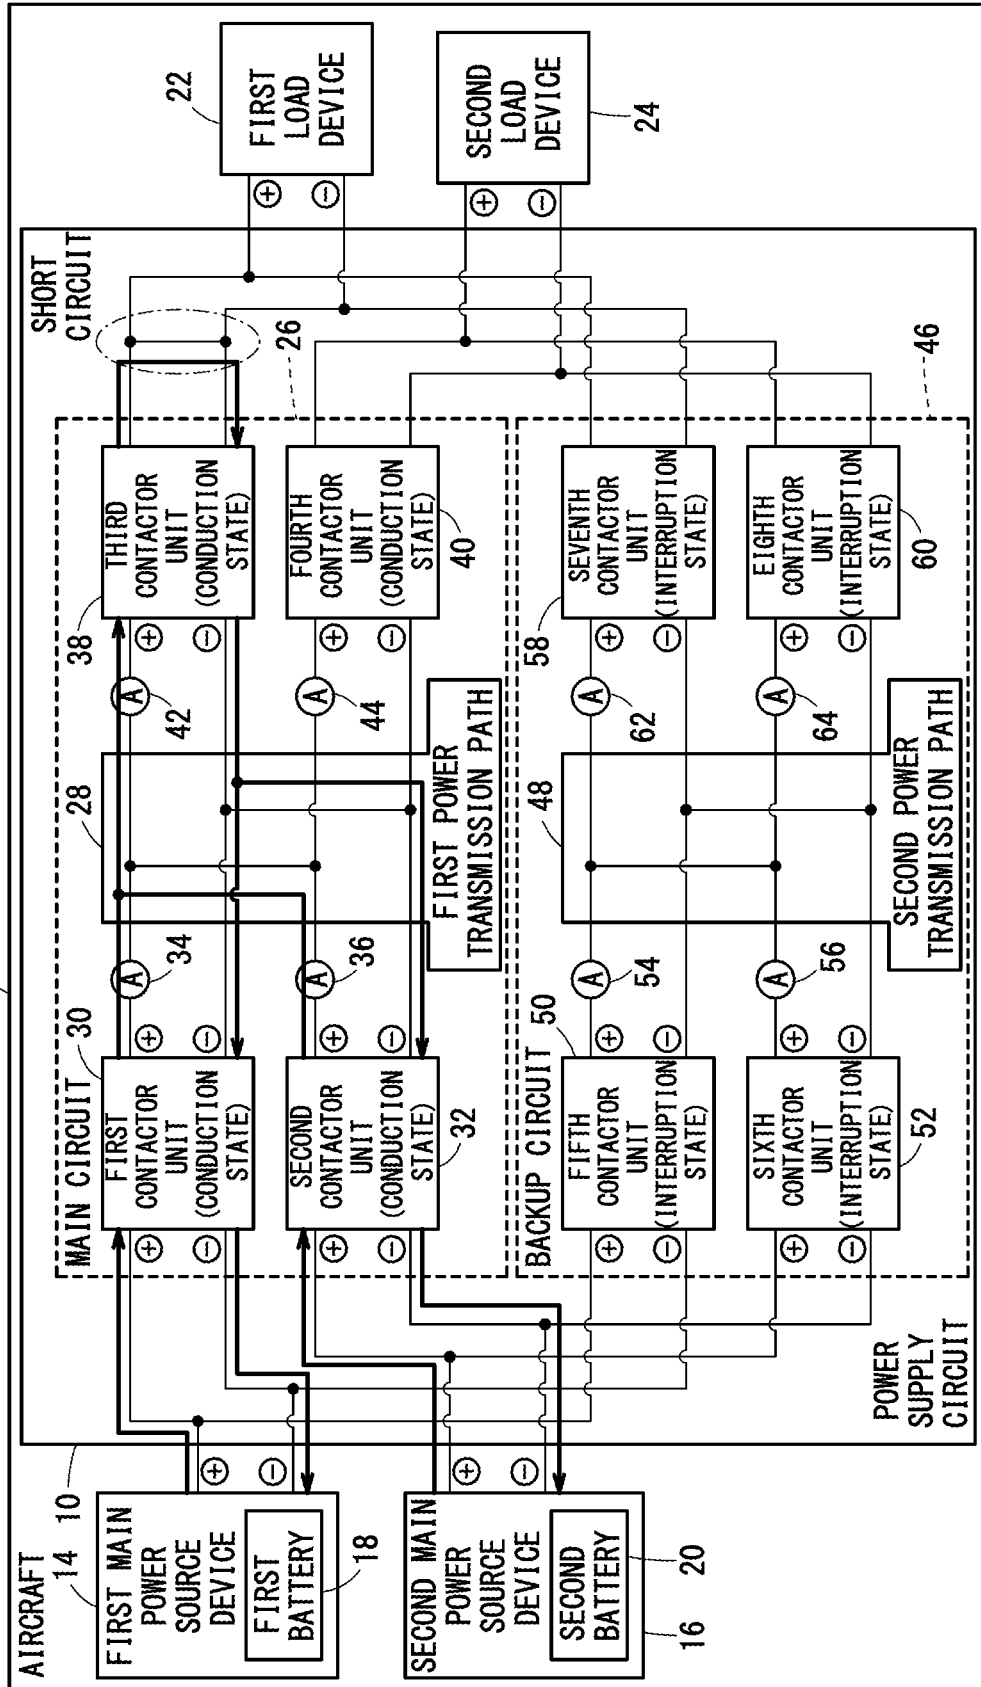 AIRCRAFT
10
14
FIRST MAIN
POWER
SOURCE
DEVICE
FIRST
BATTERY
18
SECOND MAIN
POWER
SOURCE
DEVICE
SECOND
BATTERY
20
16
POWER
SUPPLY
CIRCUIT
MAIN CIRCUIT
30
FIRST
CONTACTOR
UNIT
(CONDUCTION
STATE)
+
−
+
−
SECOND
CONTACTOR
UNIT
(CONDUCTION
STATE)
32
+
−
+
−
A
34
A
36
28
FIRST POWER
TRANSMISSION PATH
A
42
A
44
38
THIRD
CONTACTOR
UNIT
(CONDUCTION
STATE)
+
−
FOURTH
CONTACTOR
UNIT
(CONDUCTION
STATE)
40
26
SHORT
CIRCUIT
22
FIRST
LOAD
DEVICE
+
−
SECOND
LOAD
DEVICE
24
+
−
BACKUP CIRCUIT
50
FIFTH
CONTACTOR
UNIT
(INTERRUPTION
STATE)
+
−
+
−
SIXTH
CONTACTOR
UNIT
(INTERRUPTION
STATE)
52
+
−
+
−
A
54
A
56
48
SECOND POWER
TRANSMISSION PATH
A
62
A
64
58
SEVENTH
CONTACTOR
UNIT
(INTERRUPTION
STATE)
+
−
EIGHTH
CONTACTOR
UNIT
(INTERRUPTION
STATE)
60
+
−
46
+
−
+
−
+
−